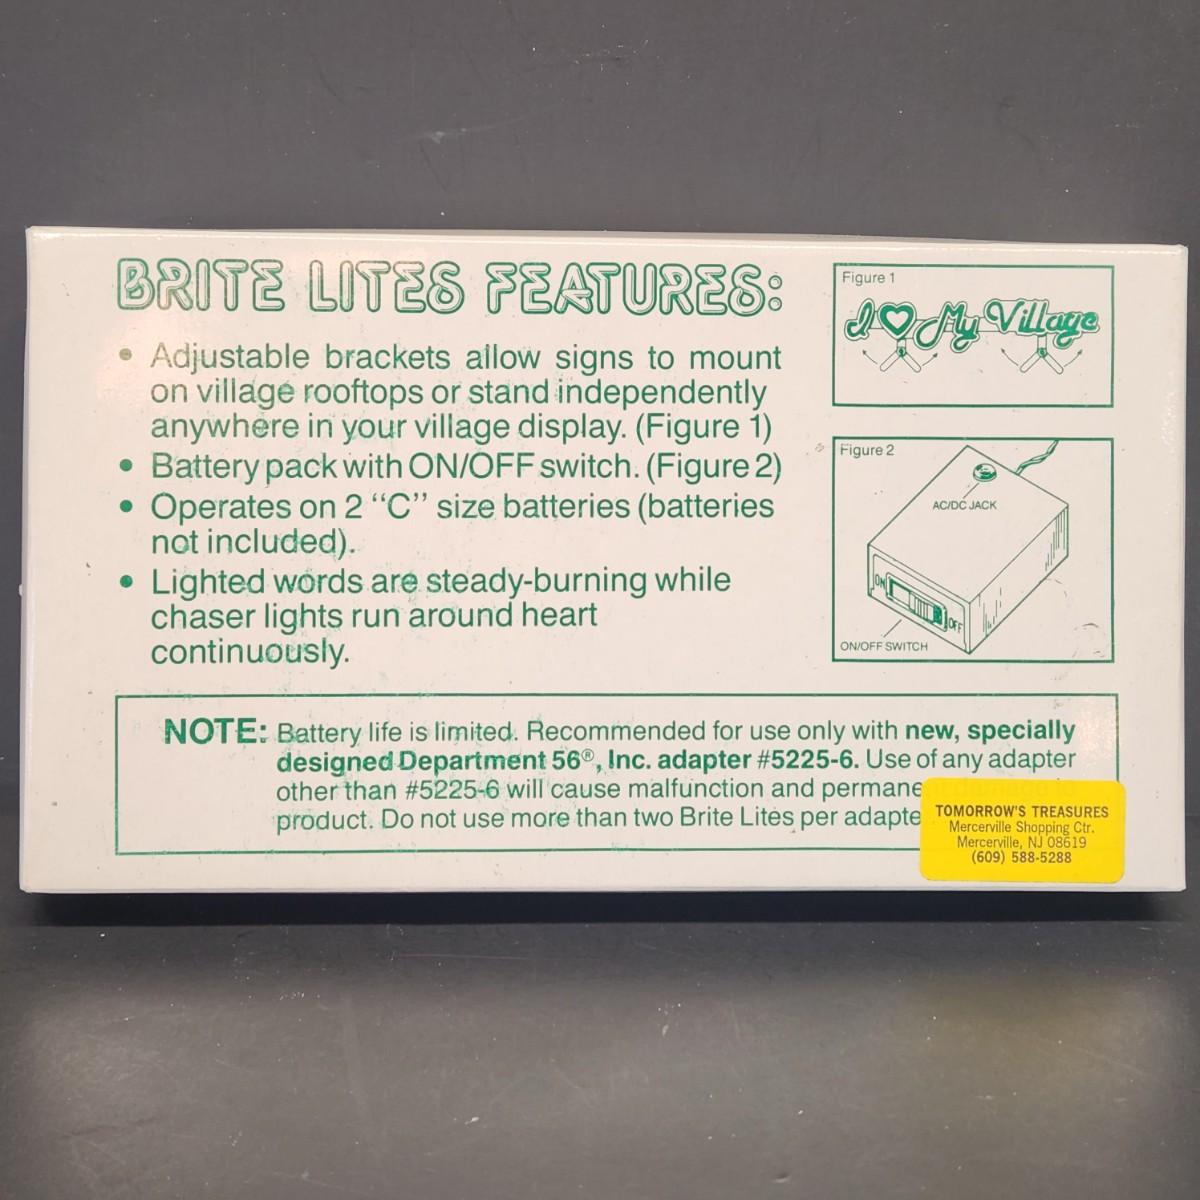 BRITE LITES FEATURES:
• Adjustable brackets allow signs to mount
on village rooftops or stand independently
anywhere in your village display. (Figure 1)
• Battery pack with ON/OFF switch. (Figure 2)
• Operates on 2 “C” size batteries (batteries
not included).
• Lighted words are steady-burning while
chaser lights run around heart
continuously.
Figure 1
I ♡ My Village
Figure 2
AC/DC JACK
ON
OFF
ON/OFF SWITCH
NOTE: Battery life is limited. Recommended for use only with new, specially
designed Department 56®, Inc. adapter #5225-6. Use of any adapter
other than #5225-6 will cause malfunction and
product. Do not use more than two Brite Lites per
TOMORROW'S TREASURES
Mercerville Shopping Ctr.
Mercerville, NJ 08619
(609) 588-5288